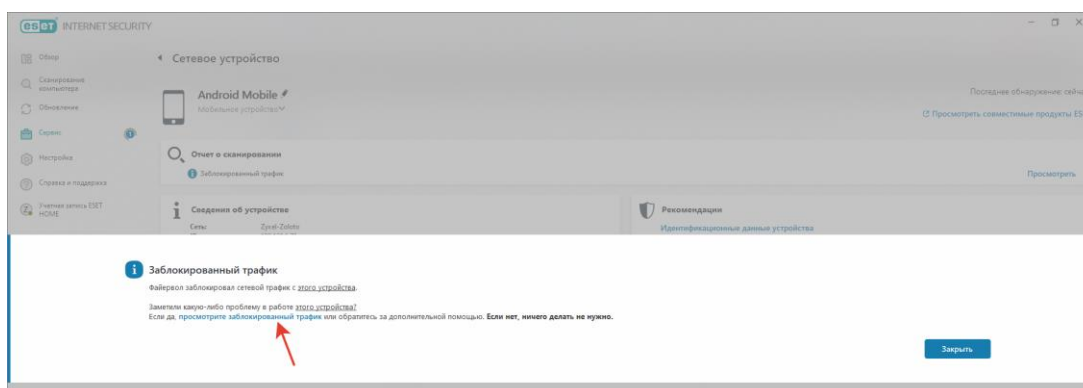 eset INTERNET SECURITY
Обзор
Сканирование
компьютера
Обновление
Сервис
Настройка
Справка и поддержка
Учетная запись ESET
HOME
Сетевое устройство
Android Mobile
Мобильное устройство
Последнее обнаружение: сейча
Просмотреть совместимые продукты ES
Отчет о сканировании
Заблокированный трафик
Просмотреть
Сведения об устройстве
Сеть: Zyxel-Zolotv
Рекомендации
Идентификационные данные устройства
Заблокированный трафик
Файервол заблокировал сетевой трафик с этого устройства.
Заметили какую-либо проблему в работе этого устройства?
Если да, просмотрите заблокированный трафик или обратитесь за дополнительной помощью. Если нет, ничего делать не нужно.
Закрыть